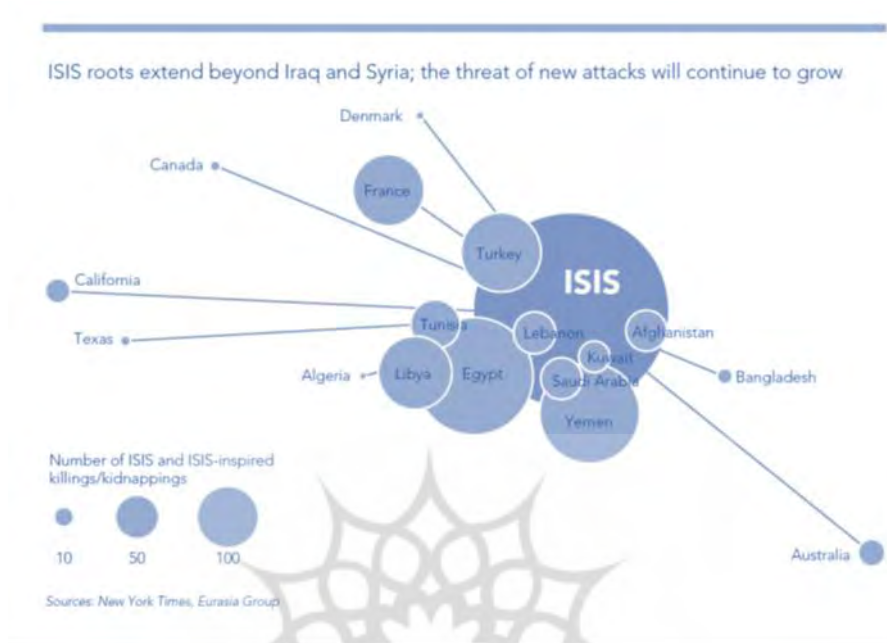 ISIS roots extend beyond Iraq and Syria; the threat of new attacks will continue to grow
Denmark
Canada
France
Turkey
ISIS
California
Tunisia
Lebanon
Afghanistan
Texas
Kuwait
Algeria
Libya
Egypt
Saudi Arabia
Bangladesh
Yemen
Number of ISIS and ISIS-inspired
killings/kidnappings
10
50
100
Australia
Sources: New York Times, Eurasia Group